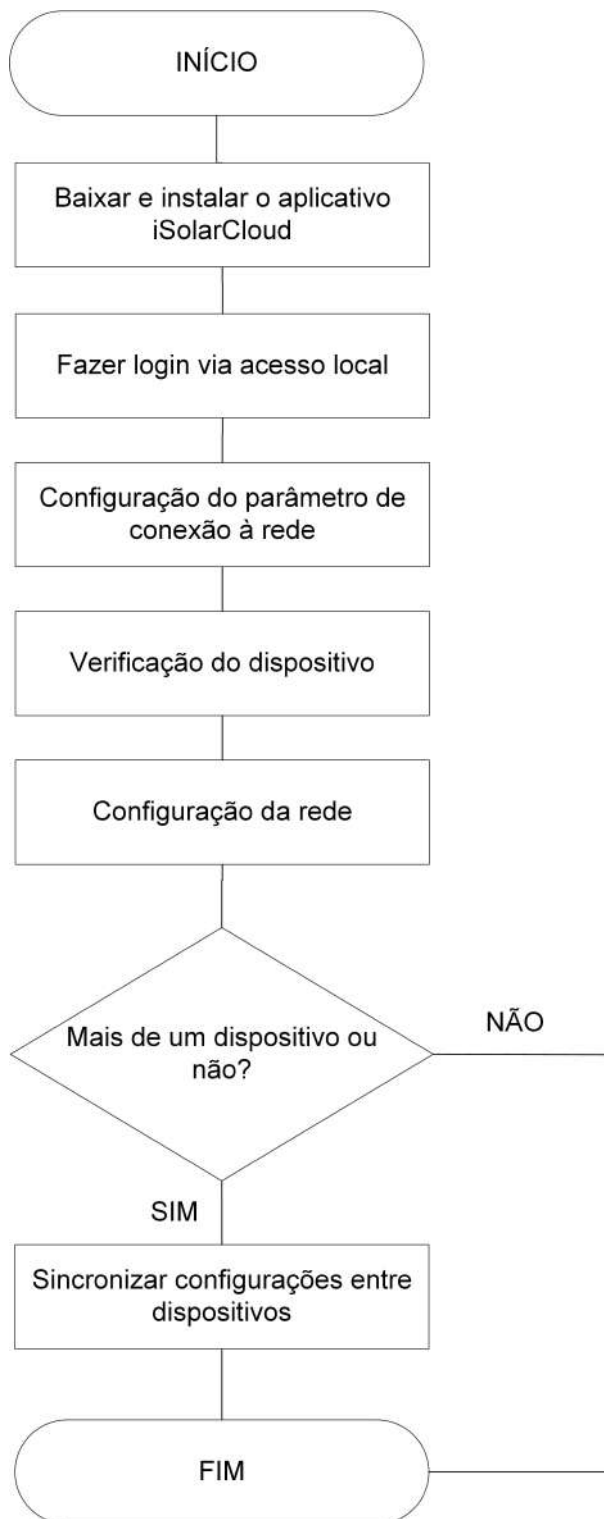 INÍCIO
Baixar e instalar o aplicativo
iSolarCloud
Fazer login via acesso local
Configuração do parâmetro de
conexão à rede
Verificação do dispositivo
Configuração da rede
Mais de um dispositivo ou
não?
NÃO
SIM
Sincronizar configurações entre
dispositivos
FIM